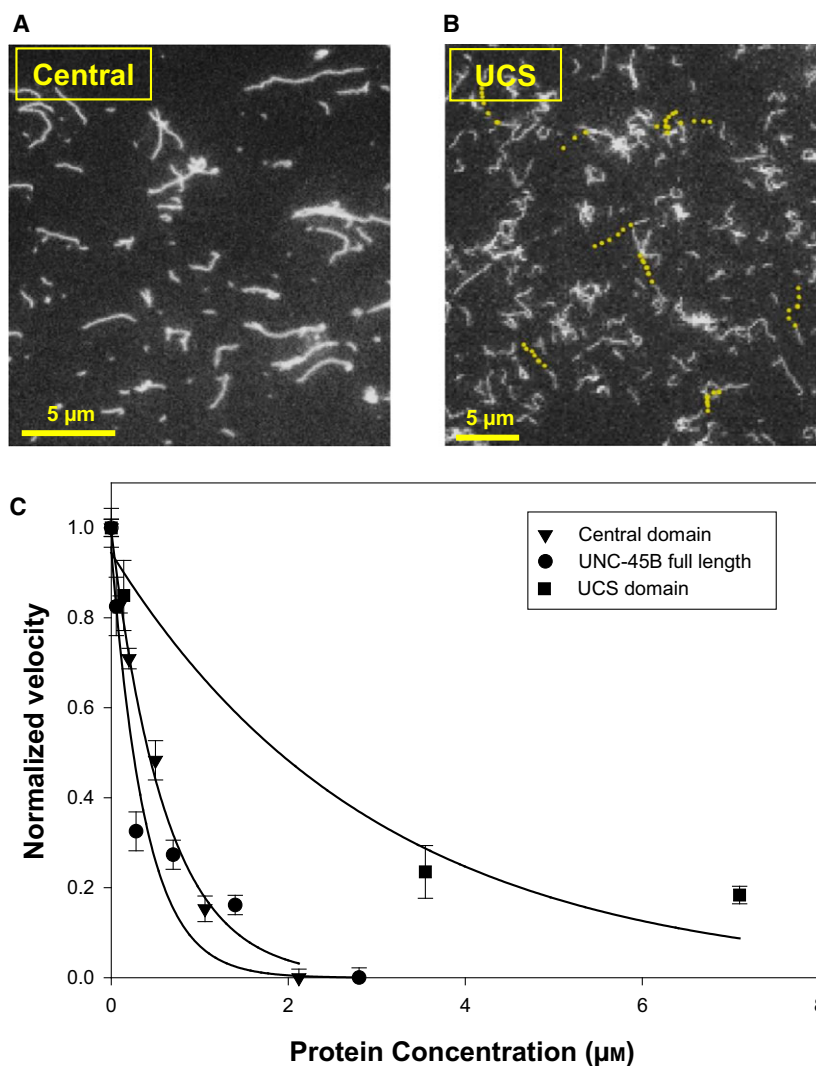 A
B
Central
UCS
5 µm
5 µm
C
Central domain
UNC-45B full length
UCS domain
1.0
0.8
0.6
0.4
0.2
0.0
0 2 4 6 8
Normalized velocity
Protein Concentration (µM)